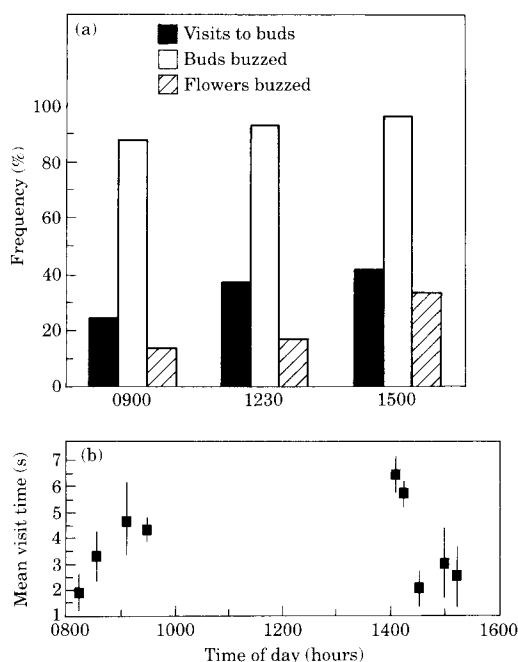 (a)
Visits to buds
Buds buzzed
Flowers buzzed
100
80
60
40
20
0
Frequency (%)
0900 1230 1500
(b)
7
6
5
4
3
2
1
Mean visit time (s)
0800 1000 1200 1400 1600
Time of day (hours)